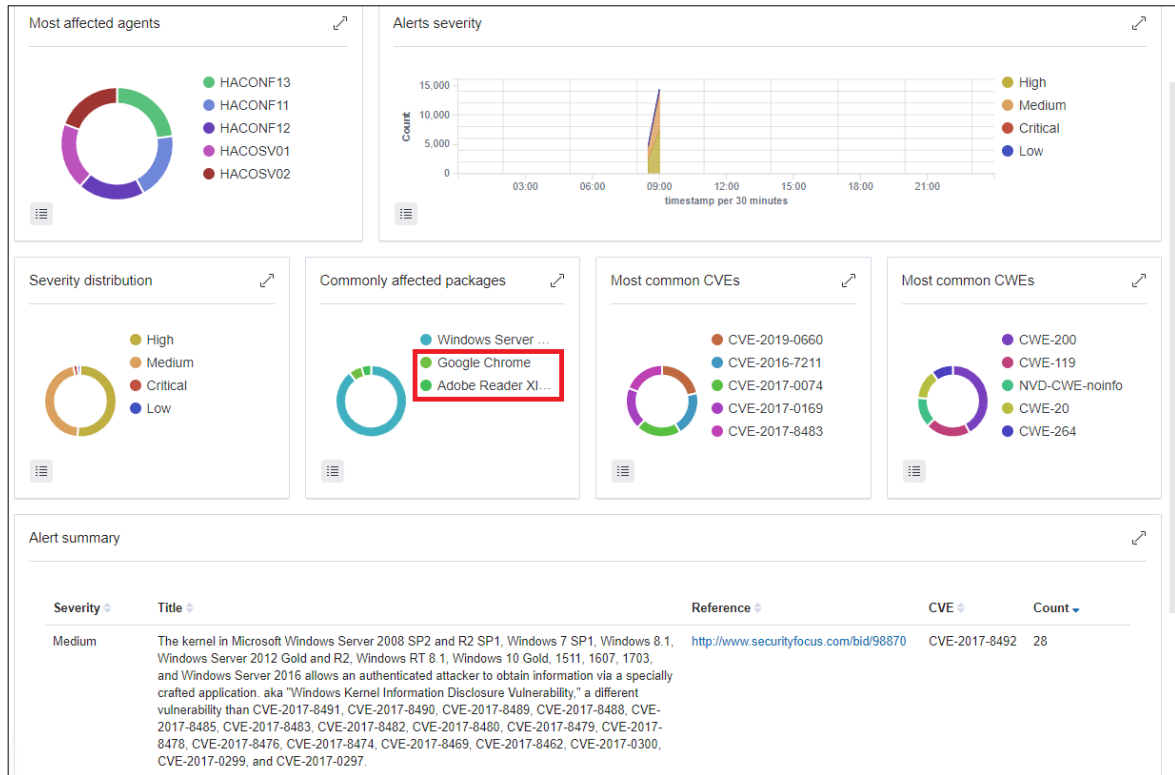 Most affected agents
HACONF13
HACONF11
HACONF12
HACOSV01
HACOSV02
Alerts severity
Count
15,000
10,000
5,000
0
03:00 06:00 09:00 12:00 15:00 18:00 21:00
timestamp per 30 minutes
High
Medium
Critical
Low
Severity distribution
High
Medium
Critical
Low
Commonly affected packages
Windows Server ...
Google Chrome
Adobe Reader XI...
Most common CVEs
CVE-2019-0660
CVE-2016-7211
CVE-2017-0074
CVE-2017-0169
CVE-2017-8483
Most common CWEs
CWE-200
CWE-119
NVD-CWE-noinfo
CWE-20
CWE-264
Alert summary
Severity Title Reference CVE Count
Medium The kernel in Microsoft Windows Server 2008 SP2 and R2 SP1, Windows 7 SP1, Windows 8.1, http://www.securityfocus.com/bid/98870 CVE-2017-8492 28
Windows Server 2012 Gold and R2, Windows RT 8.1, Windows 10 Gold, 1511, 1607, 1703,
and Windows Server 2016 allows an authenticated attacker to obtain information via a specially
crafted application. aka "Windows Kernel Information Disclosure Vulnerability," a different
vulnerability than CVE-2017-8491, CVE-2017-8490, CVE-2017-8489, CVE-2017-8488, CVE-
2017-8485, CVE-2017-8483, CVE-2017-8482, CVE-2017-8480, CVE-2017-8479, CVE-2017-
8478, CVE-2017-8476, CVE-2017-8474, CVE-2017-8469, CVE-2017-8462, CVE-2017-0300,
CVE-2017-0299, and CVE-2017-0297.